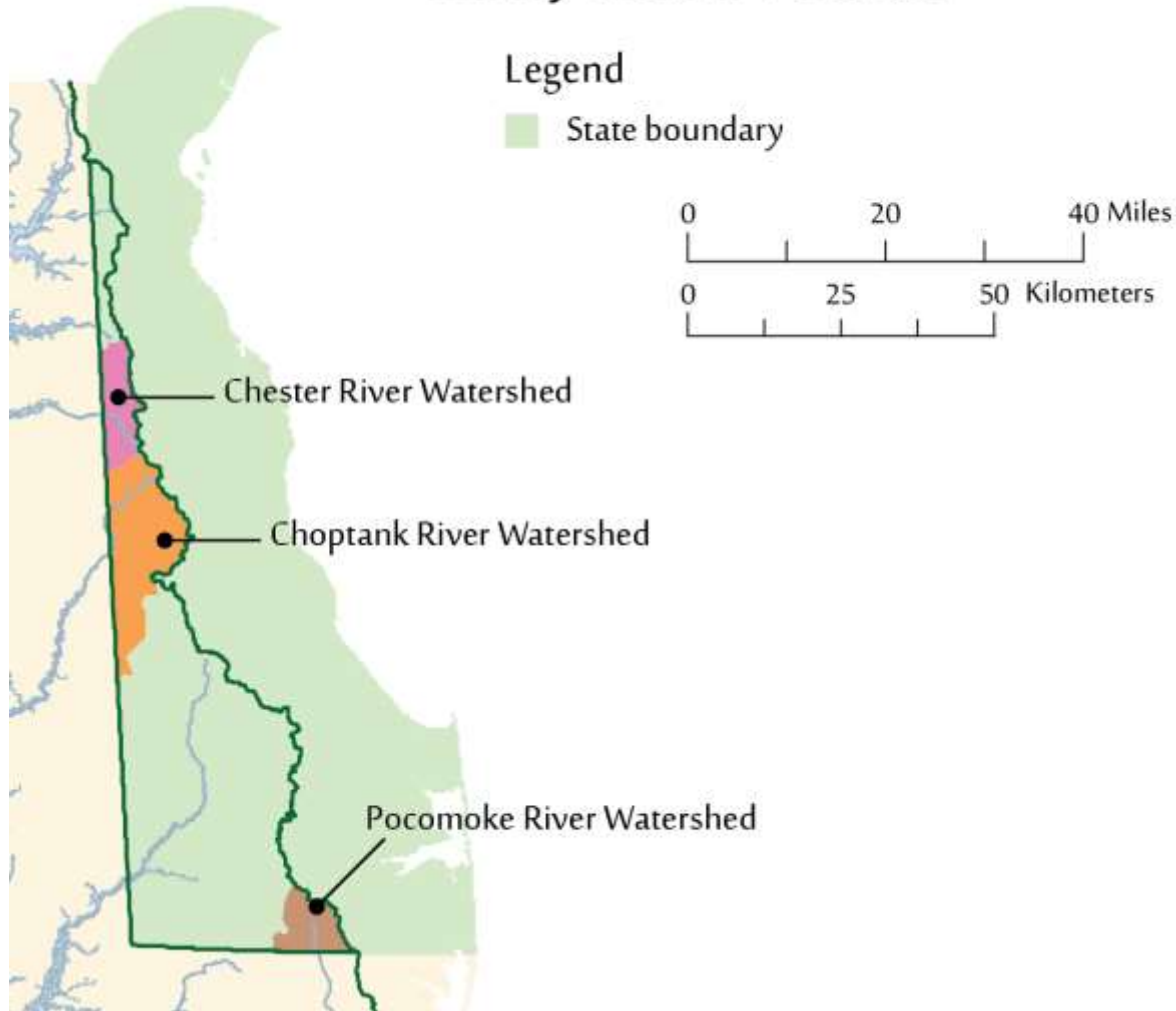 Legend
State boundary
0 20 40 Miles
0 25 50 Kilometers
Chester River Watershed
Choptank River Watershed
Pocomoke River Watershed